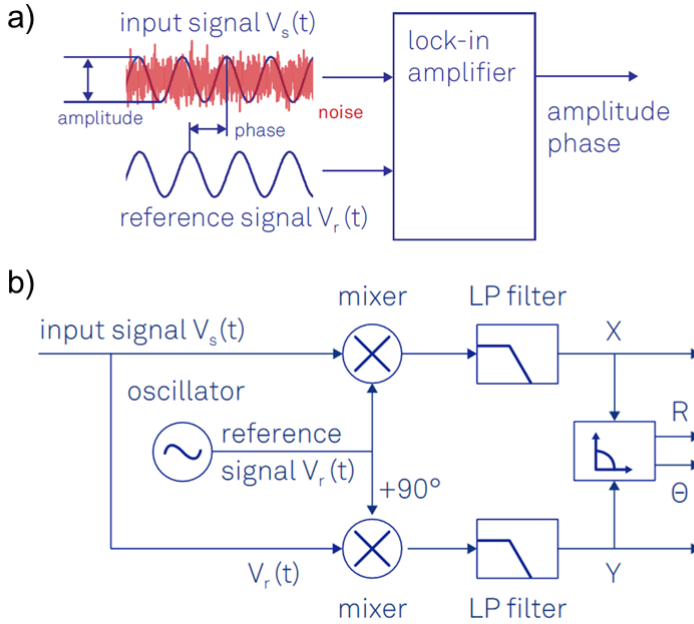 a)
input signal Vs(t)
amplitude
phase
noise
reference signal Vr(t)
lock-in
amplifier
amplitude
phase
b)
mixer
LP filter
input signal Vs(t)
X
oscillator
reference
signal Vr(t)
R
Θ
+90°
Vr(t)
Y
mixer
LP filter